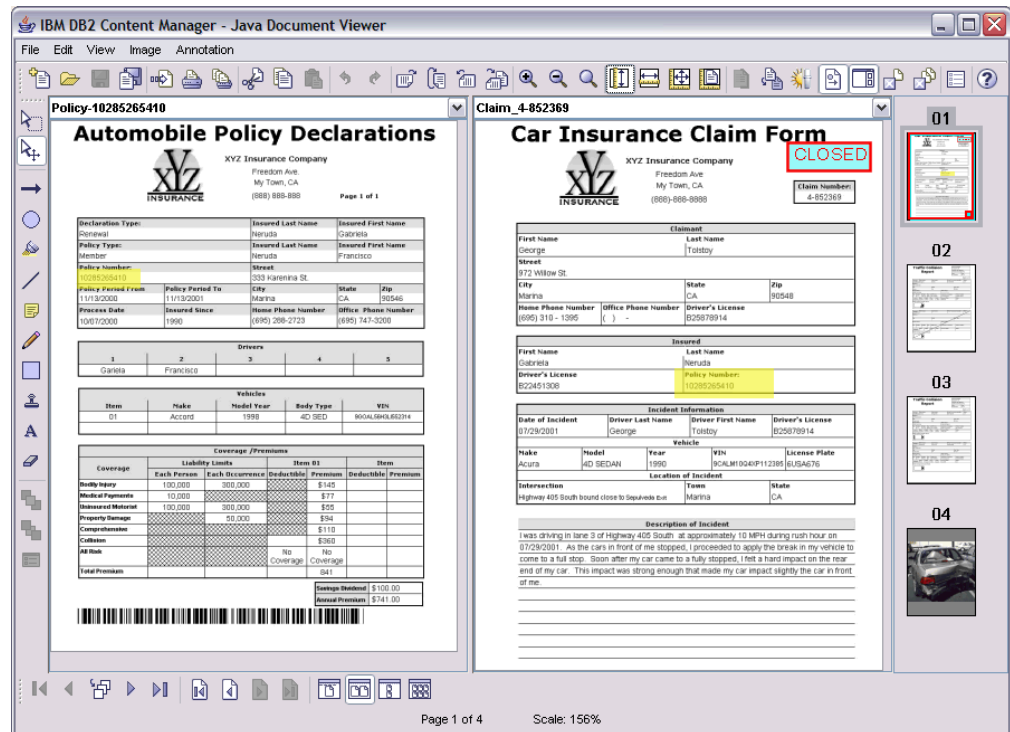 IBM DB2 Content Manager - Java Document Viewer
File Edit View Image Annotation
Policy-10285265410
Automobile Policy Declarations
XYZ
INSURANCE
XYZ Insurance Company
Freedom Ave.
My Town, CA
(888) 888-888
Page 1 of 1
Declaration Type: Insured Last Name Insured First Name
Renewal Neruda Gabriela
Policy Type: Insured Last Name Insured First Name
Member Neruda Francisco
Policy Number: Street
10285265410 333 Karenina St.
Policy Period From Policy Period To City State Zip
11/13/2000 11/13/2001 Marina CA 90546
Process Date Insured Since Home Phone Number Office Phone Number
10/07/2000 1990 (695) 268-2723 (695) 747-3200
Drivers
1 2 3 4 5
Gariela Francisco
Vehicles
Item Make Model Year Body Type VIN
01 Accord 1998 4D SED
Coverage /Premiums
Coverage Liability Limits Item 01 Item
Each Person Each Occurrence Deductible Premium Deductible Premium
Bodily Injury 100,000 300,000 $145
Medical Payments 10,000 $77
Uninsured Motorist 100,000 300,000 $55
Property Damage 50,000 $94
Comprehensive $110
Collision $360
All Risk No Coverage No Coverage
Total Premium 841
Savings Dividend $100.00
Annual Premium $741.00
Claim_4-852369
Car Insurance Claim Form
CLOSED
XYZ
INSURANCE
XYZ Insurance Company
Freedom Ave
My Town, CA
(888)-888-8888
Claim Number:
4-852369
Claimant
First Name Last Name
George Tolstoy
Street
972 Willow St.
City State Zip
Marina CA 90548
Home Phone Number Office Phone Number Driver's License
(695) 310 - 1395 ( ) - B25878914
Insured
First Name Last Name
Gabriela Neruda
Driver's License Policy Number:
B22451308 10285265410
Incident Information
Date of Incident Driver Last Name Driver First Name Driver's License
07/29/2001 George Tolstoy B25878914
Vehicle
Make Model Year VIN License Plate
Acura 4D SEDAN 1990 9CALM10Q4XP112385 6USA676
Location of Incident
Intersection Town State
Highway 405 South bound close to Sepulveda Exit Marina CA
Description of Incident
I was driving in lane 3 of Highway 405 South at approximately 10 MPH during rush hour on
07/29/2001. As the cars in front of me stopped, I proceeded to apply the break in my vehicle to
come to a full stop. Soon after my car came to a fully stopped, I felt a hard impact on the rear
end of my car. This impact was strong enough that made my car impact slightly the car in front
of me.
01
02
03
04
Page 1 of 4 Scale: 156%